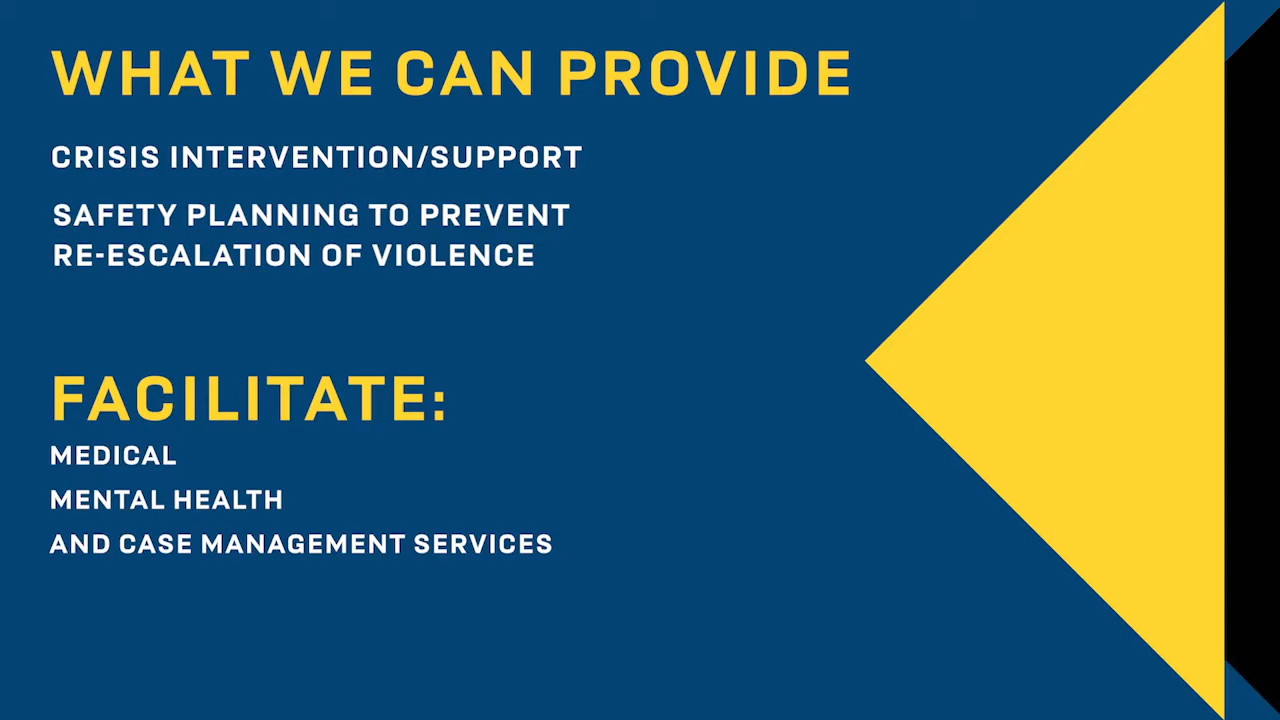 WHAT WE CAN PROVIDE
CRISIS INTERVENTION/SUPPORT
SAFETY PLANNING TO PREVENT
RE-ESCALATION OF VIOLENCE
FACILITATE:
MEDICAL
MENTAL HEALTH
AND CASE MANAGEMENT SERVICES